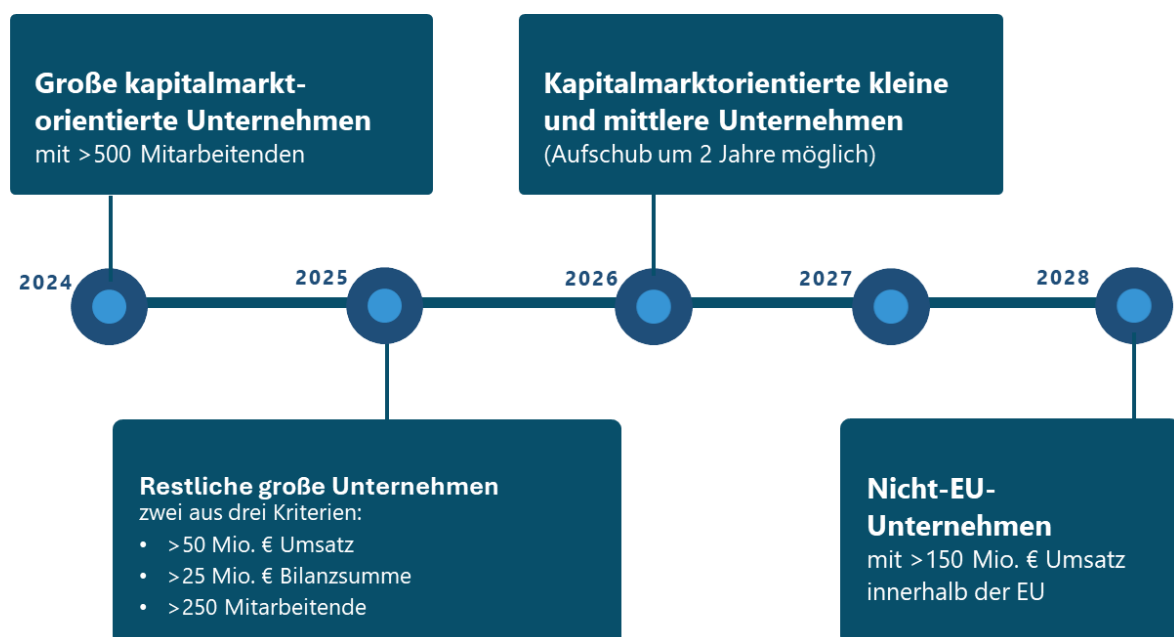 Große kapitalmarkt-
orientierte Unternehmen
mit >500 Mitarbeitenden
Kapitalmarktorientierte kleine
und mittlere Unternehmen
(Aufschub um 2 Jahre möglich)
2024
2025
2026
2027
2028
Restliche große Unternehmen
zwei aus drei Kriterien:
• >50 Mio. € Umsatz
• >25 Mio. € Bilanzsumme
• >250 Mitarbeitende
Nicht-EU-
Unternehmen
mit >150 Mio. € Umsatz
innerhalb der EU